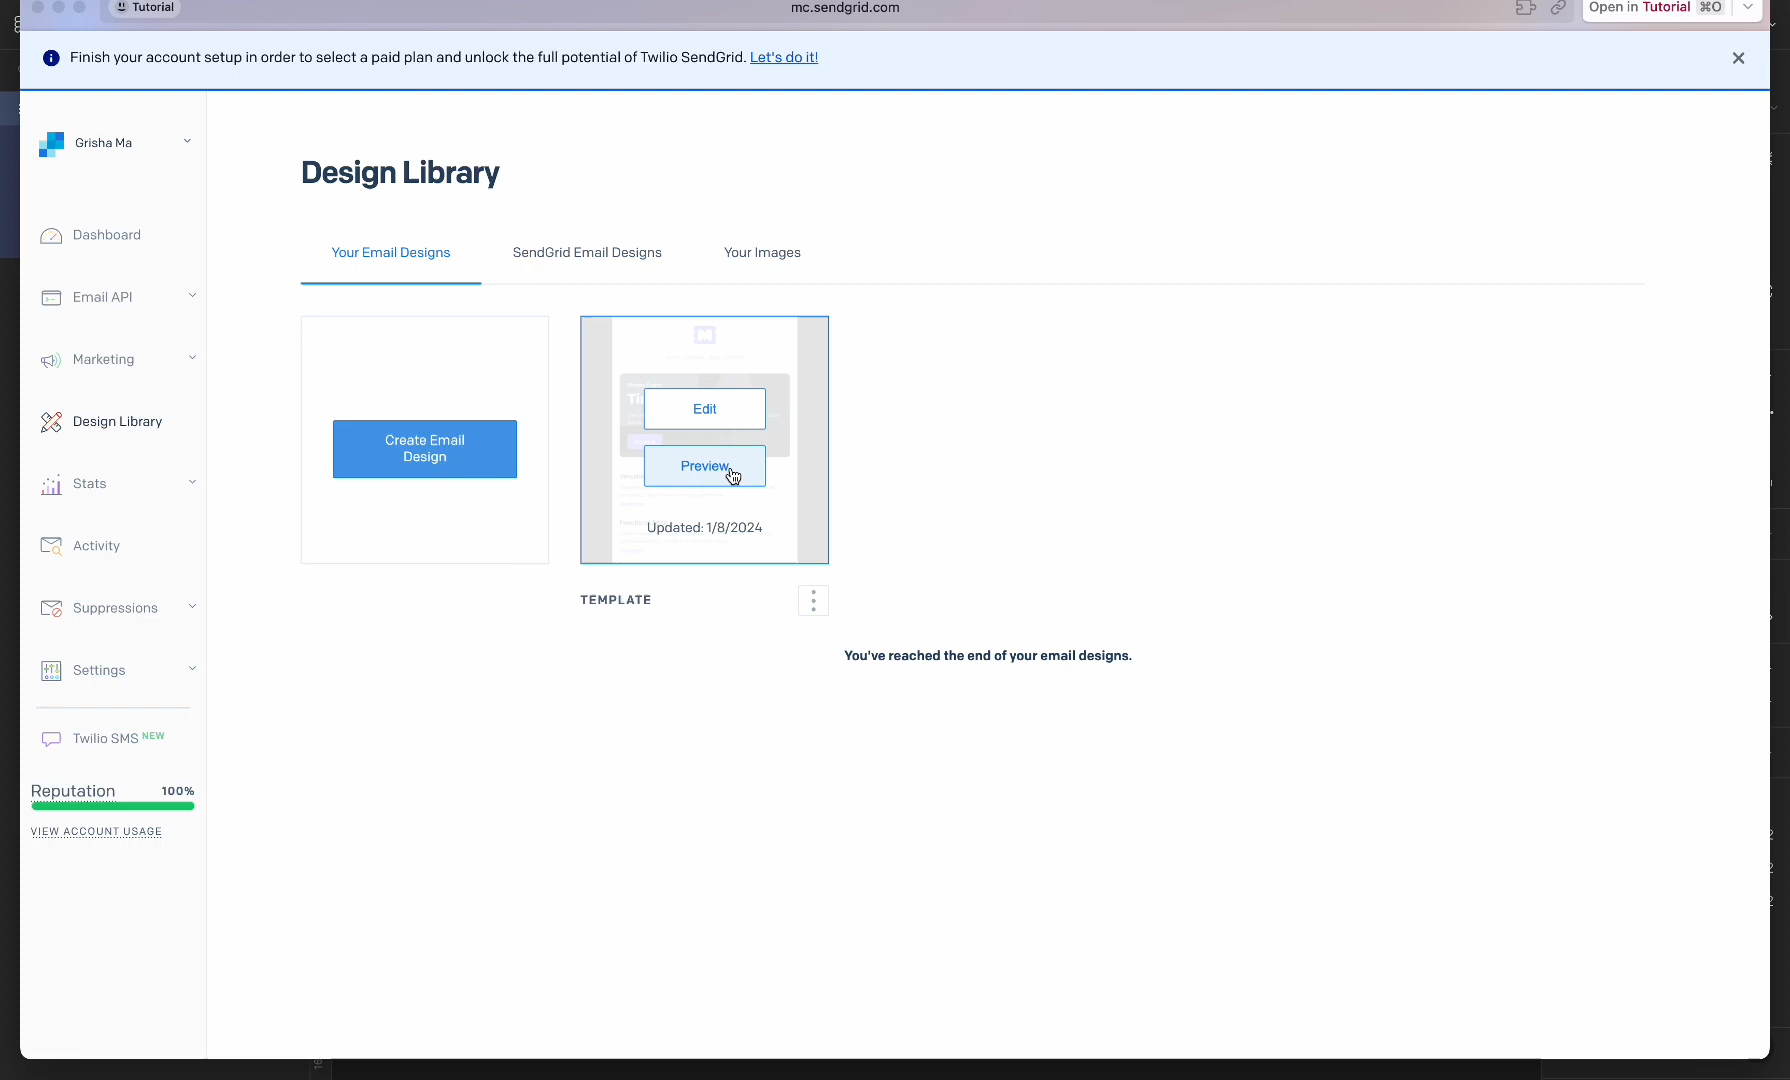 Tutorial
mc.sendgrid.com
Open in Tutorial ⌘O
Finish your account setup in order to select a paid plan and unlock the full potential of Twilio SendGrid. Let's do it!
Grisha Ma
Dashboard
Email API
Marketing
Design Library
Stats
Activity
Suppressions
Settings
Twilio SMS NEW
Reputation 100%
VIEW ACCOUNT USAGE
Design Library
Your Email Designs
SendGrid Email Designs
Your Images
Create Email
Design
Edit
Preview
Updated: 1/8/2024
TEMPLATE
You've reached the end of your email designs.